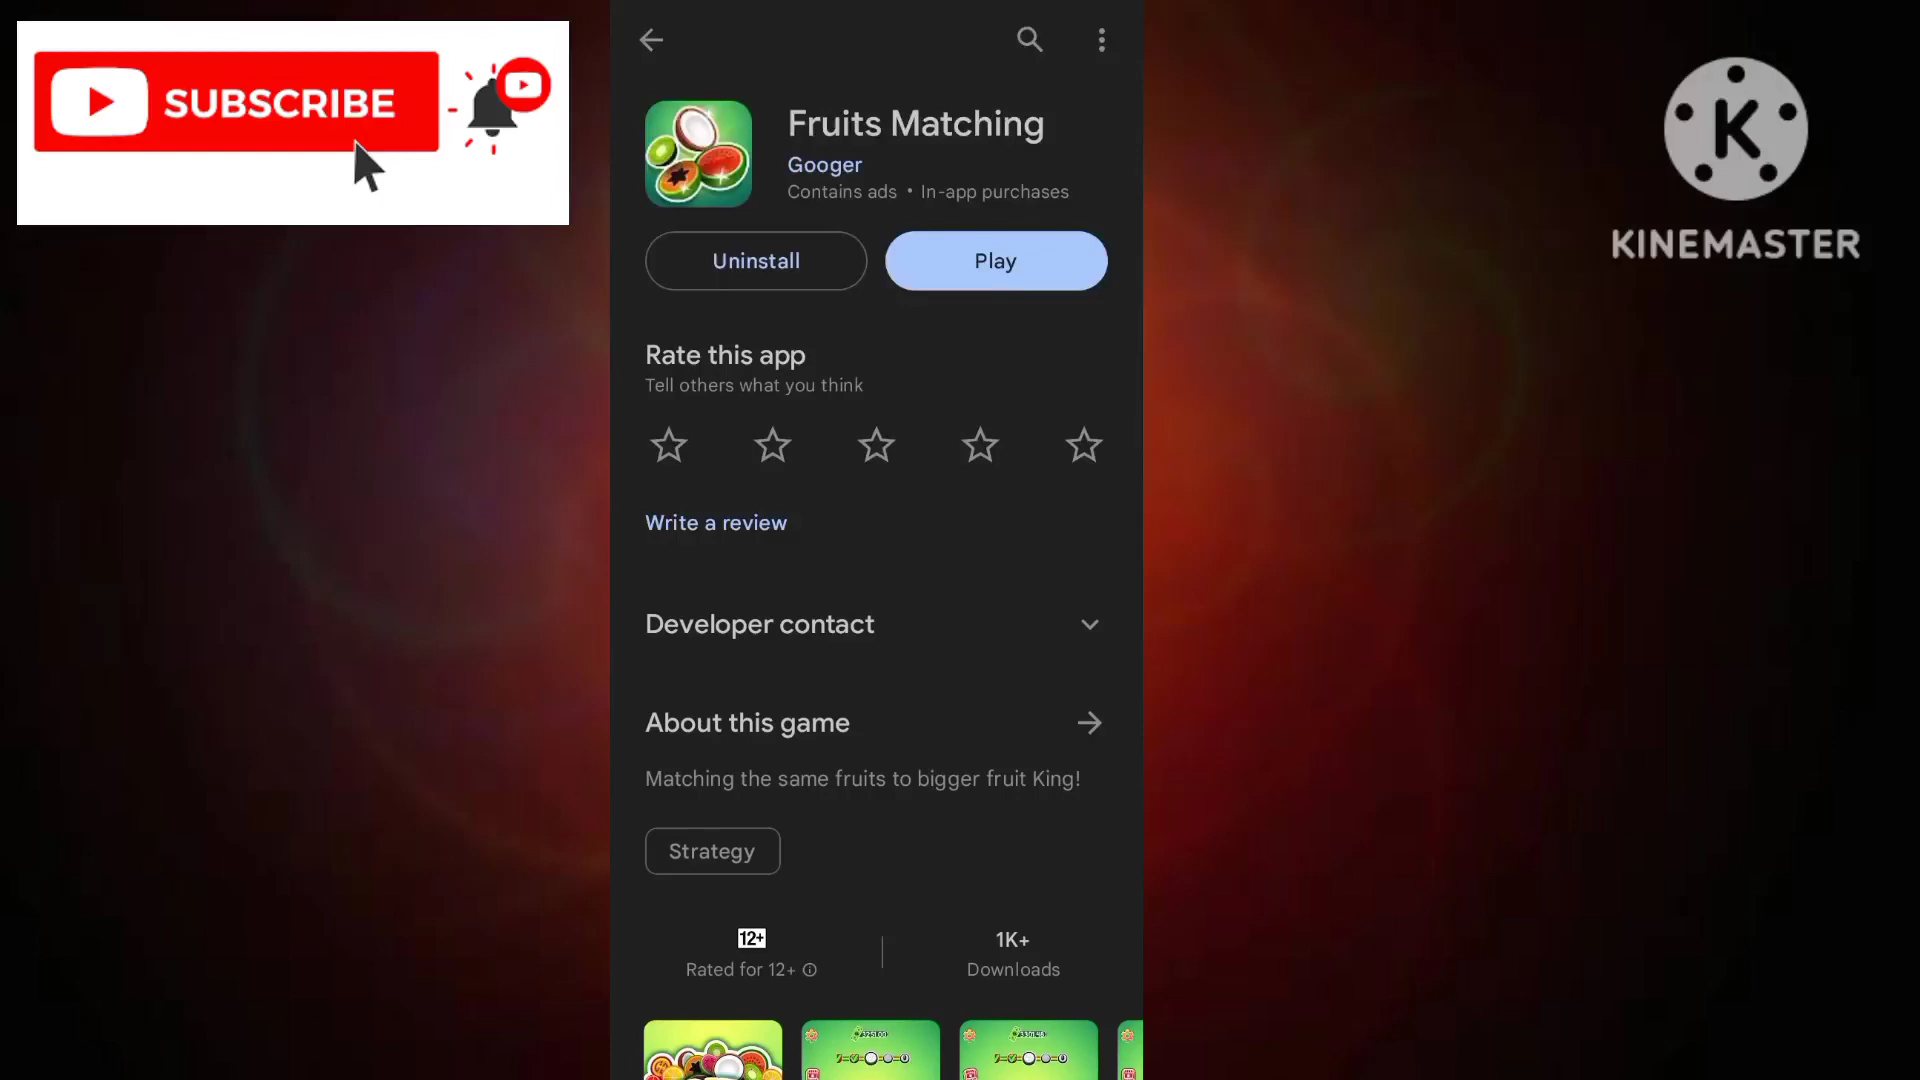 SUBSCRIBE
Fruits Matching
Googer
Contains ads • In-app purchases
Uninstall
Play
Rate this app
Tell others what you think
Write a review
Developer contact
About this game
Matching the same fruits to bigger fruit King!
Strategy
12+
1K+
Rated for 12+
Downloads
K
KINEMASTER